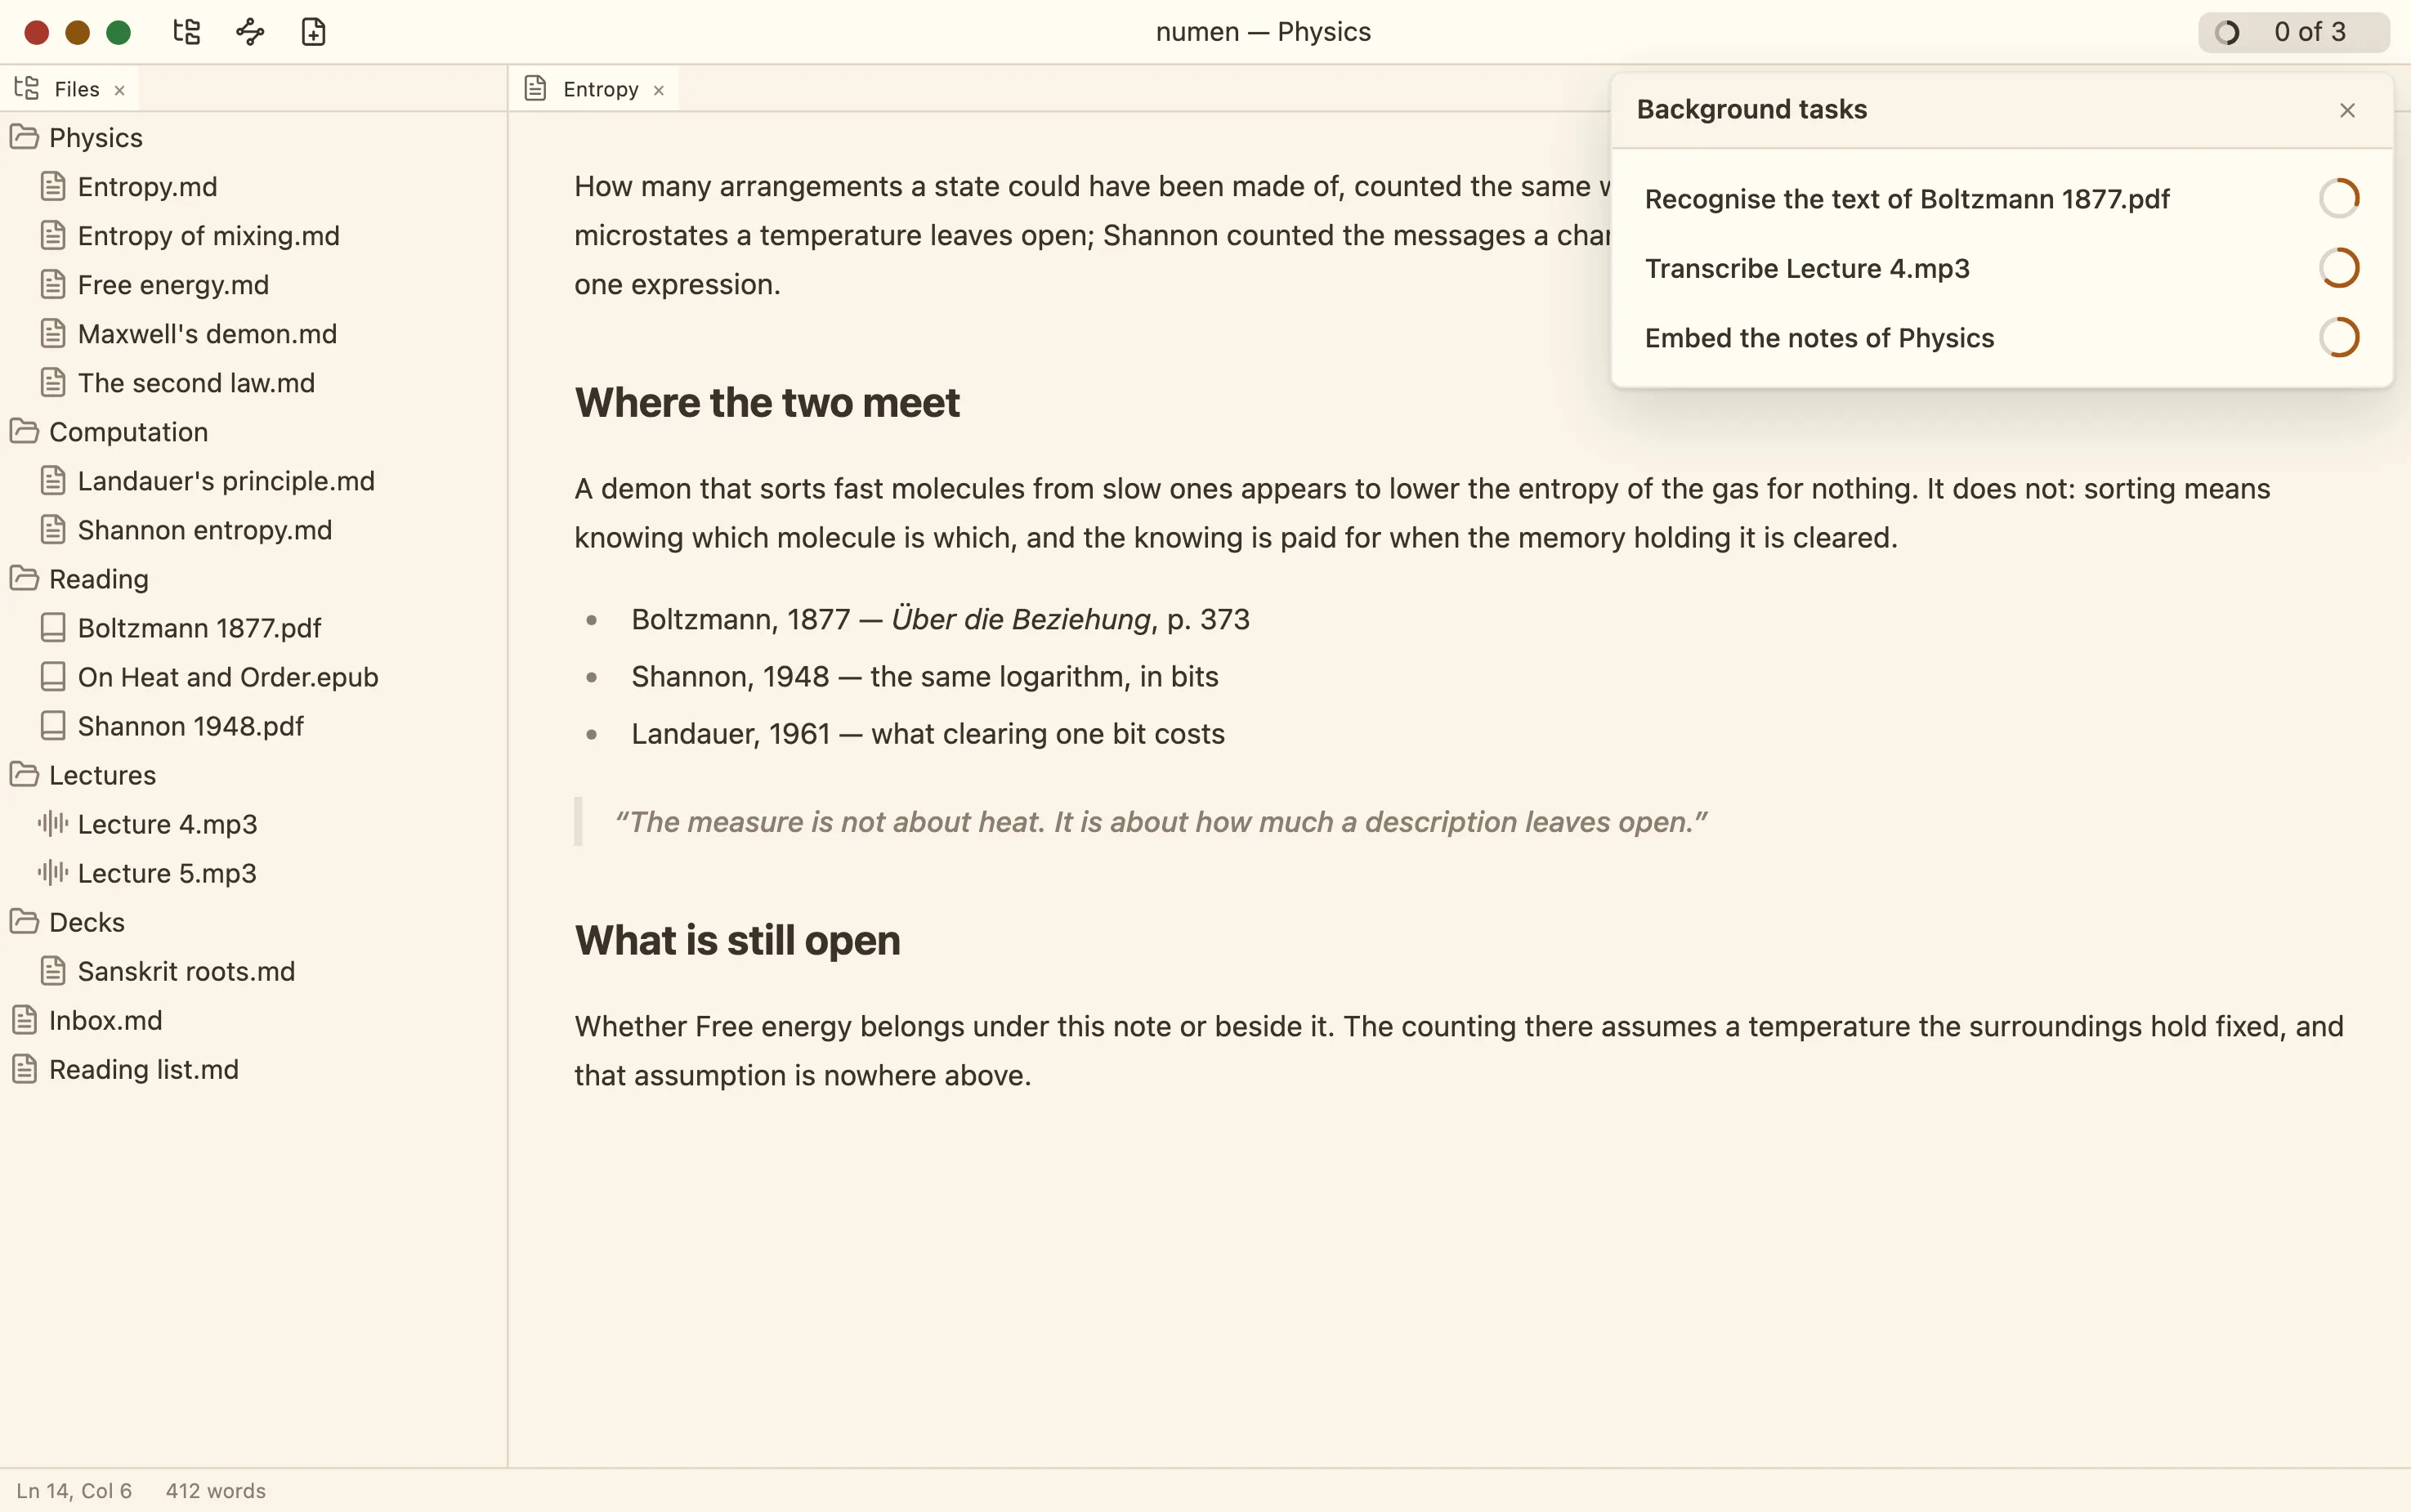 numen — Physics
0 of 3
Files
Physics
Entropy.md
Entropy of mixing.md
Free energy.md
Maxwell's demon.md
The second law.md
Computation
Landauer's principle.md
Shannon entropy.md
Reading
Boltzmann 1877.pdf
On Heat and Order.epub
Shannon 1948.pdf
Lectures
Lecture 4.mp3
Lecture 5.mp3
Decks
Sanskrit roots.md
Inbox.md
Reading list.md
Entropy
How many arrangements a state could have been made of, counted the same
microstates a temperature leaves open; Shannon counted the messages a
one expression.
Where the two meet
A demon that sorts fast molecules from slow ones appears to lower the entropy of the gas for nothing. It does not: sorting means
knowing which molecule is which, and the knowing is paid for when the memory holding it is cleared.
• Boltzmann, 1877 — Über die Beziehung, p. 373
• Shannon, 1948 — the same logarithm, in bits
• Landauer, 1961 — what clearing one bit costs
“The measure is not about heat. It is about how much a description leaves open.”
What is still open
Whether Free energy belongs under this note or beside it. The counting there assumes a temperature the surroundings hold fixed, and
that assumption is nowhere above.
Background tasks
Recognise the text of Boltzmann 1877.pdf
Transcribe Lecture 4.mp3
Embed the notes of Physics
Ln 14, Col 6
412 words